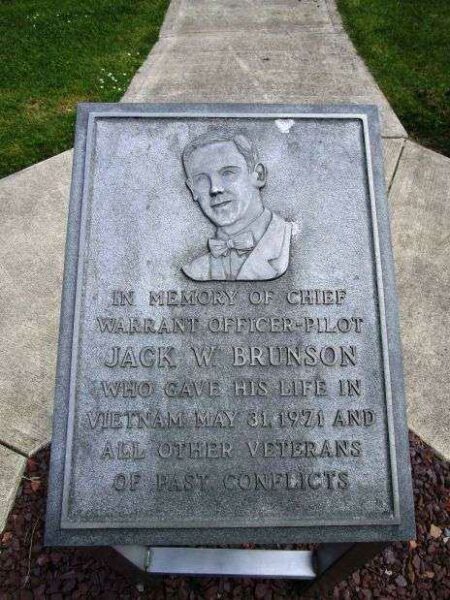 IN MEMORY OF CHIEF
WARRANT OFFICER-PILOT
JACK W. BRUNSON
WHO GAVE HIS LIFE IN
VIETNAM MAY 31, 1971 AND
ALL OTHER VETERANS
OF PAST CONFLICTS